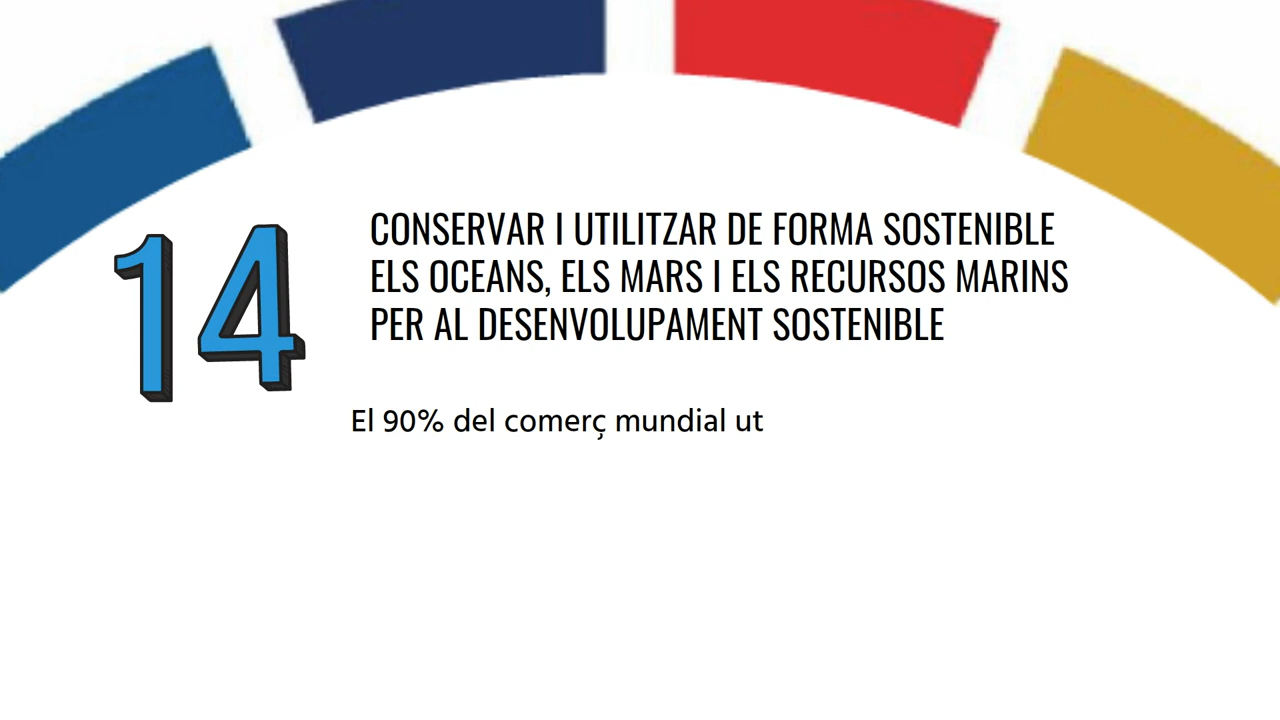 14
CONSERVAR I UTILITZAR DE FORMA SOSTENIBLE
ELS OCEANS, ELS MARS I ELS RECURSOS MARINS
PER AL DESENVOLUPAMENT SOSTENIBLE
El 90% del comerç mundial ut